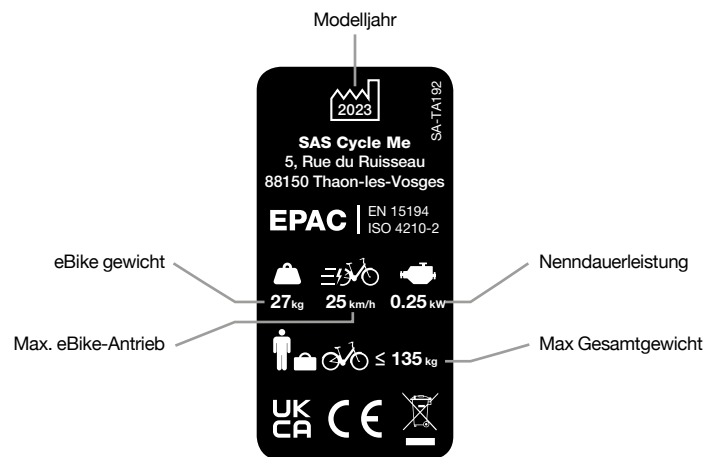 Modelljahr
2023
SA-TA192
SAS Cycle Me
5, Rue du Ruisseau
88150 Thaon-les-Vosges
EPAC
EN 15194
ISO 4210-2
eBike gewicht
Nenndauerleistung
27 kg
25 km/h
0.25 kW
Max. eBike-Antrieb
Max Gesamtgewicht
≤ 135 kg
UK
CA
CE